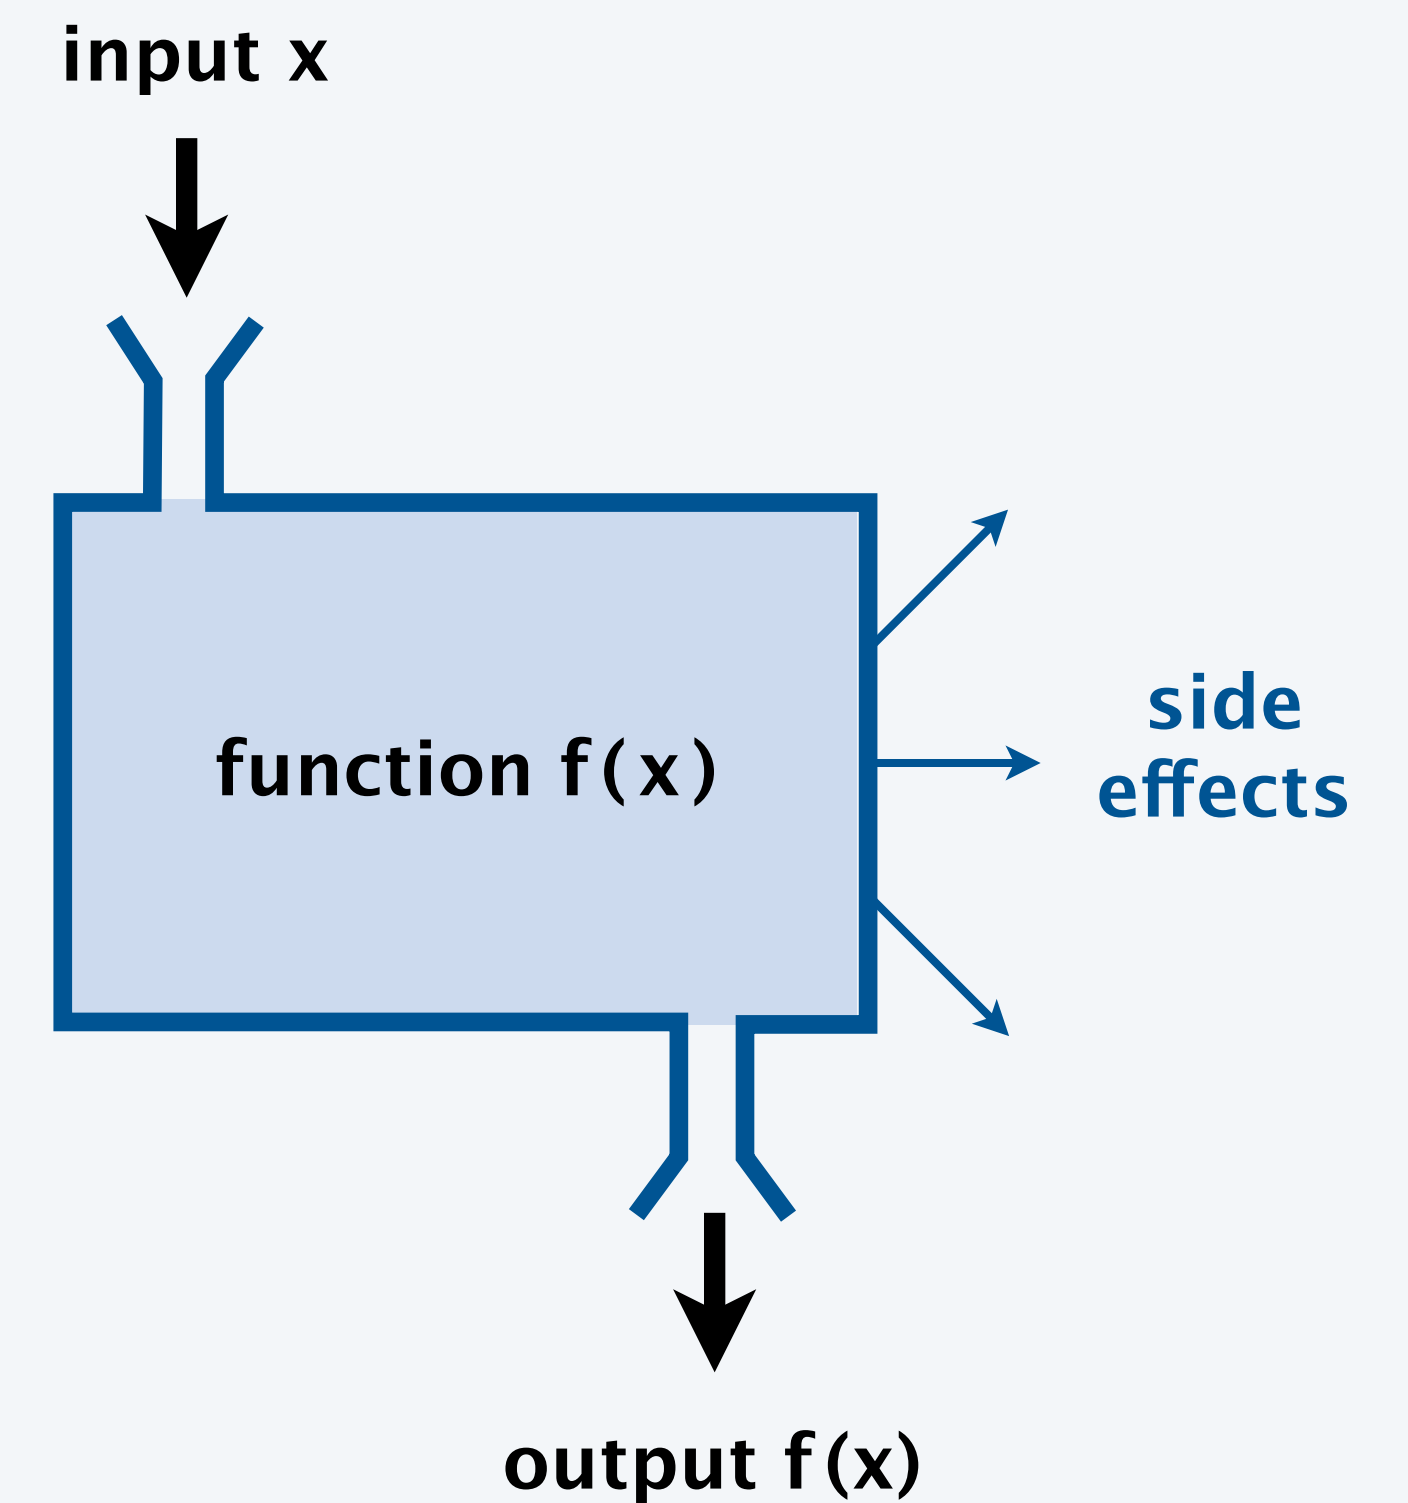 input x
function f(x)
side
effects
output f(x)